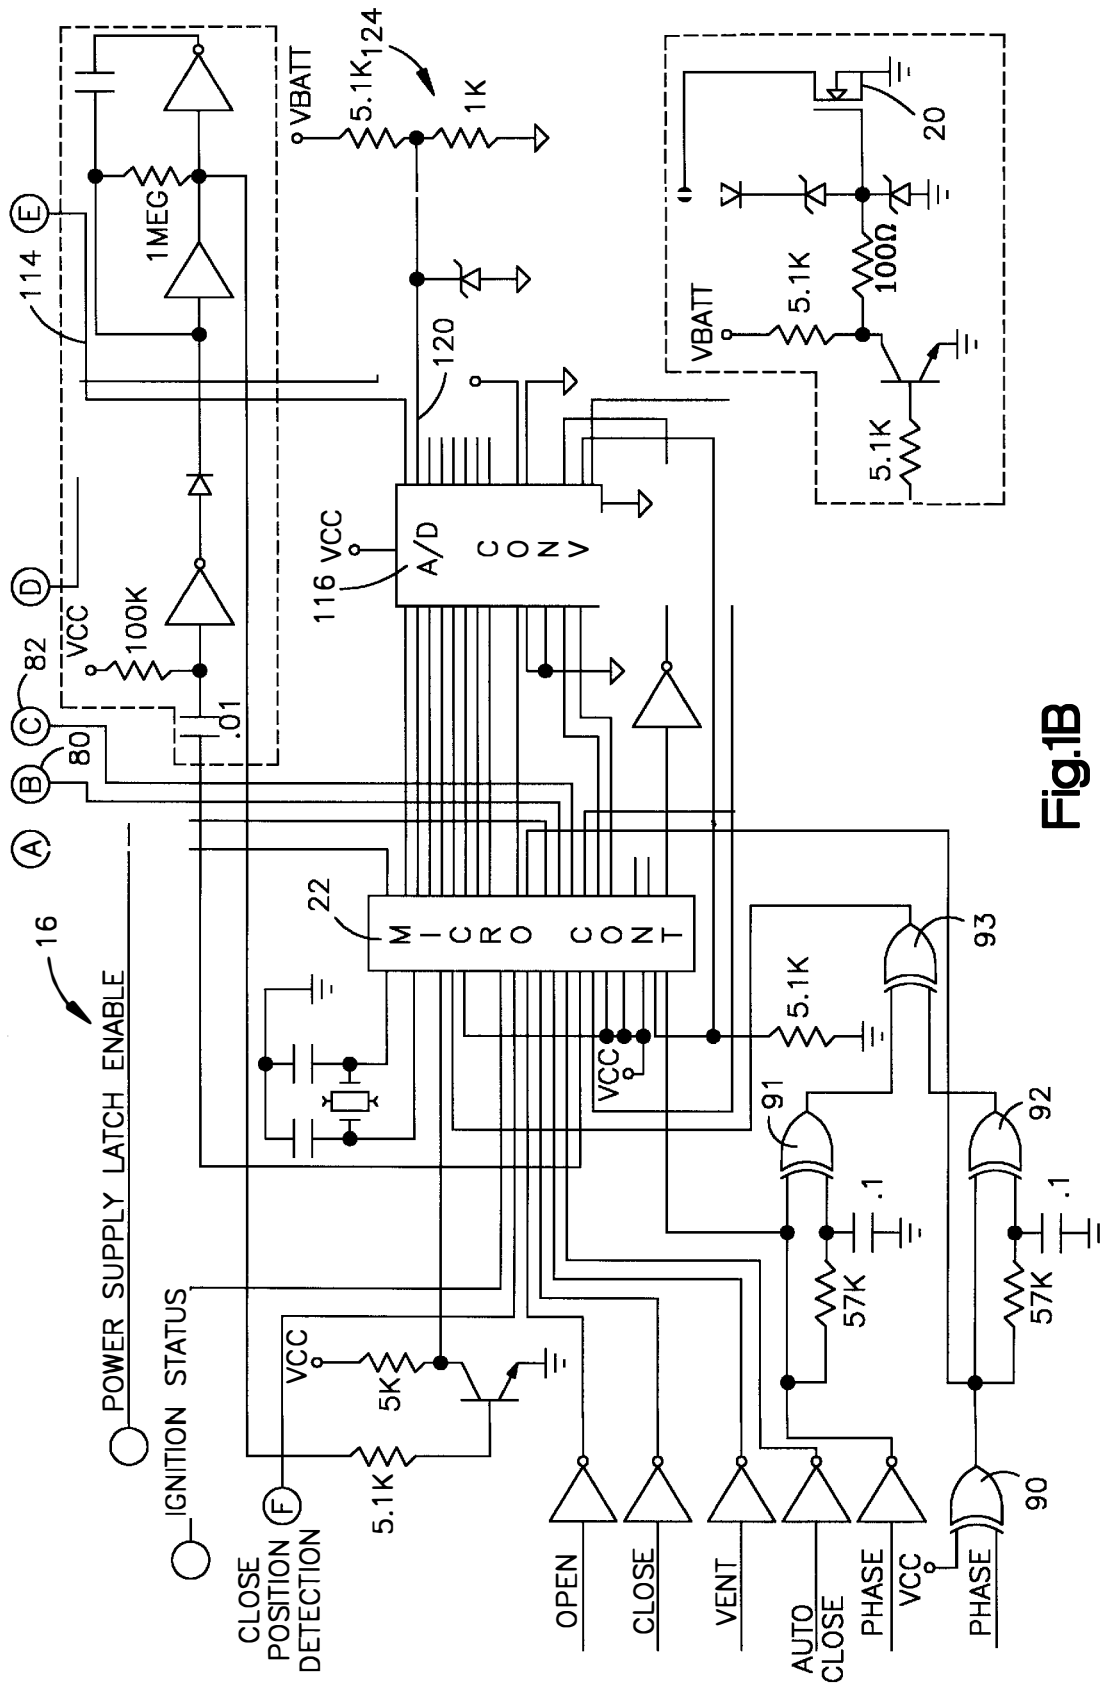 16
POWER SUPPLY LATCH ENABLE
IGNITION STATUS
A
B
80
C
82
D
114
E
VCC
100K
.01
1MEG
VBATT
5.1K
124
1K
120
116
VCC
A/D
CONV
22
MICRO
CONT
F
CLOSE
POSITION
DETECTION
VCC
5K
5.1K
OPEN
CLOSE
VENT
AUTO
CLOSE
PHASE
VCC
PHASE
90
57K
.1
91
57K
.1
92
93
VCC
5.1K
VBATT
5.1K
5.1K
100Ω
20
Fig.1B